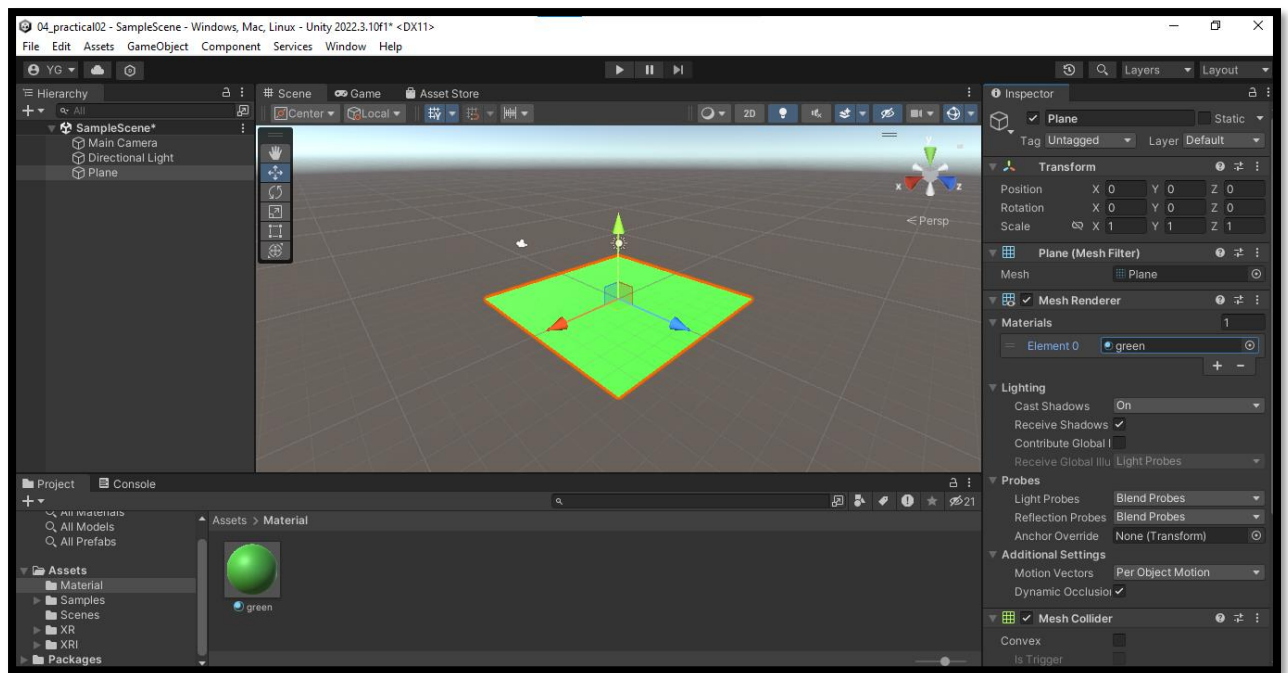 04_practical02 - SampleScene - Windows, Mac, Linux - Unity 2022.3.10f1* <DX11>
File Edit Assets GameObject Component Services Window Help
YG
Layers
Layout
Hierarchy
All
SampleScene*
Main Camera
Directional Light
Plane
Scene
Game
Asset Store
Center
Local
2D
y
x
z
< Persp
Inspector
Plane
Static
Tag Untagged Layer Default
Transform
Position X 0 Y 0 Z 0
Rotation X 0 Y 0 Z 0
Scale X 1 Y 1 Z 1
Plane (Mesh Filter)
Mesh Plane
Mesh Renderer
Materials 1
Element 0 green
+ -
Lighting
Cast Shadows On
Receive Shadows
Contribute Global I
Receive Global Illu Light Probes
Probes
Light Probes Blend Probes
Reflection Probes Blend Probes
Anchor Override None (Transform)
Additional Settings
Motion Vectors Per Object Motion
Dynamic Occlusion
Mesh Collider
Convex
Is Trigger
Project
Console
21
All Materials
All Models
All Prefabs
Assets
Material
Samples
Scenes
XR
XRI
Packages
Assets > Material
green